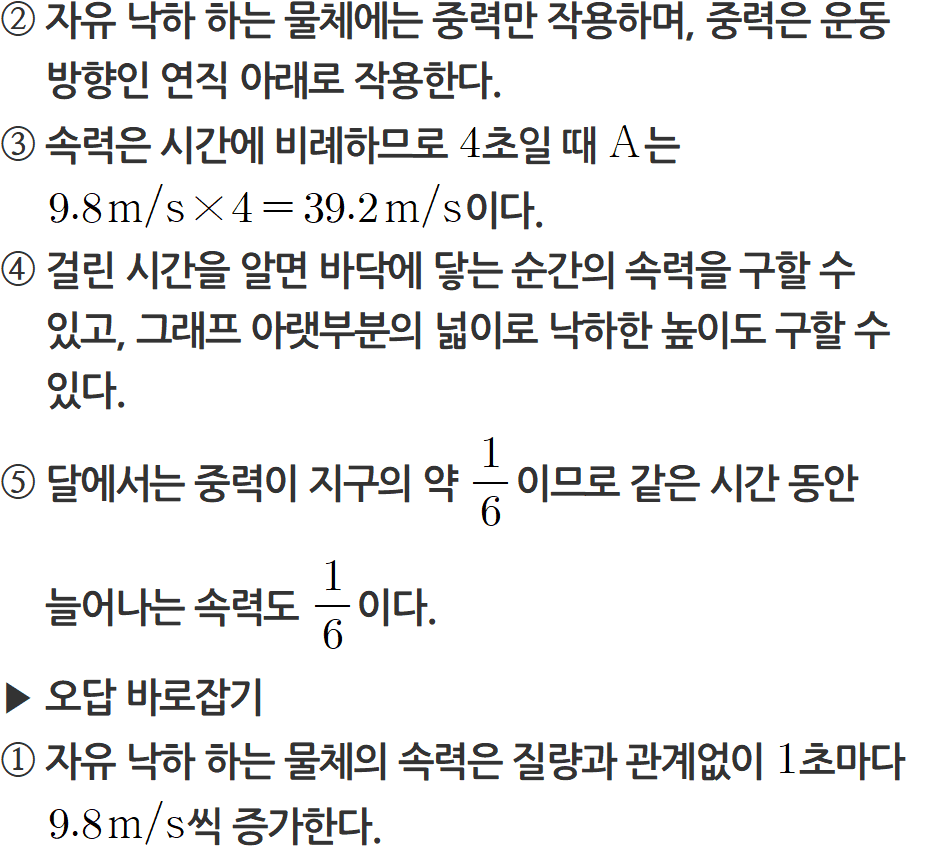 ② 자유 낙하 하는 물체에는 중력만 작용하며, 중력은 운동
방향인 연직 아래로 작용한다.
③ 속력은 시간에 비례하므로 4초일 때 A는
9.8m/s×4=39.2m/s이다.
④ 걸린 시간을 알면 바닥에 닿는 순간의 속력을 구할 수
있고, 그래프 아랫부분의 넓이로 낙하한 높이도 구할 수
있다.
⑤ 달에서는 중력이 지구의 약 1/6이므로 같은 시간 동안
늘어나는 속력도 1/6이다.
▶ 오답 바로잡기
① 자유 낙하 하는 물체의 속력은 질량과 관계없이 1초마다
9.8m/s씩 증가한다.